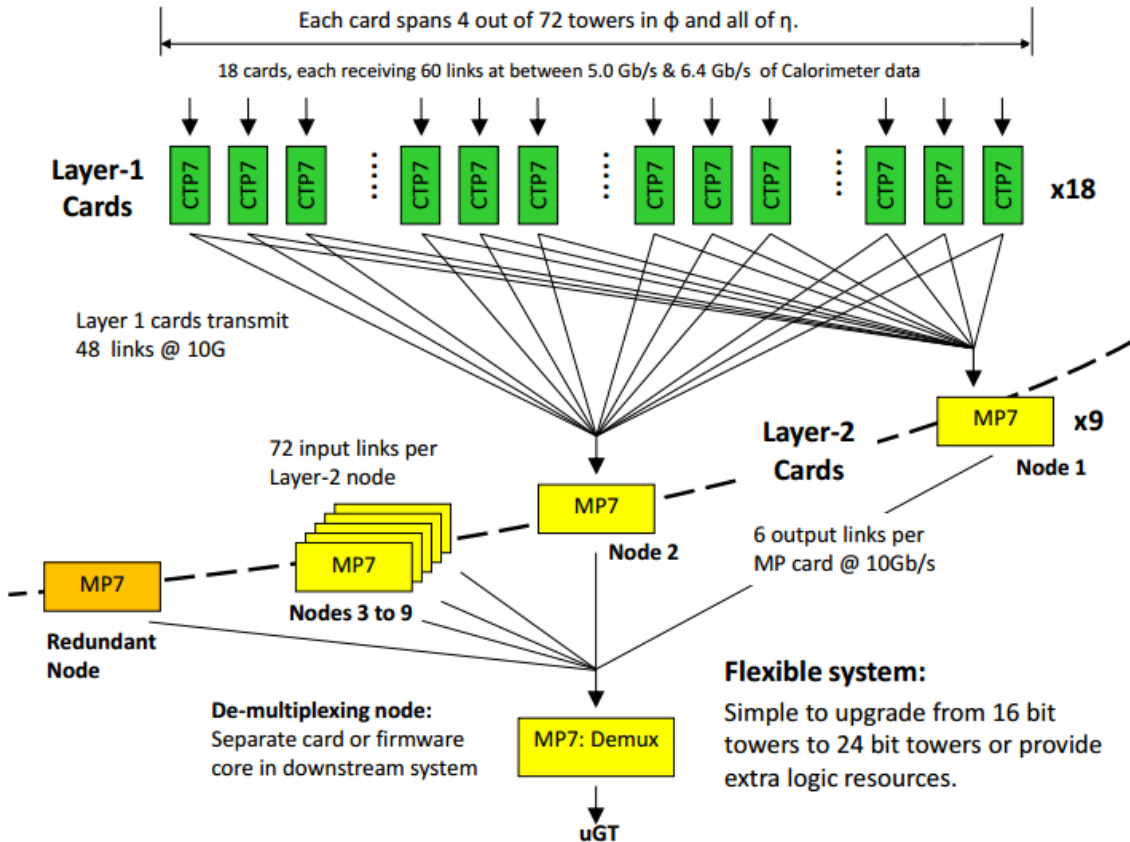 Each card spans 4 out of 72 towers in ϕ and all of η.
18 cards, each receiving 60 links at between 5.0 Gb/s & 6.4 Gb/s of Calorimeter data
Layer-1
Cards
CTP7
CTP7
CTP7
CTP7
CTP7
CTP7
CTP7
CTP7
CTP7
CTP7
CTP7
CTP7
x18
Layer 1 cards transmit
48 links @ 10G
MP7
x9
Node 1
Layer-2
Cards
72 input links per
Layer-2 node
MP7
Node 2
6 output links per
MP card @ 10Gb/s
MP7
Nodes 3 to 9
MP7
Redundant
Node
De-multiplexing node:
Separate card or firmware
core in downstream system
MP7: Demux
uGT
Flexible system:
Simple to upgrade from 16 bit
towers to 24 bit towers or provide
extra logic resources.